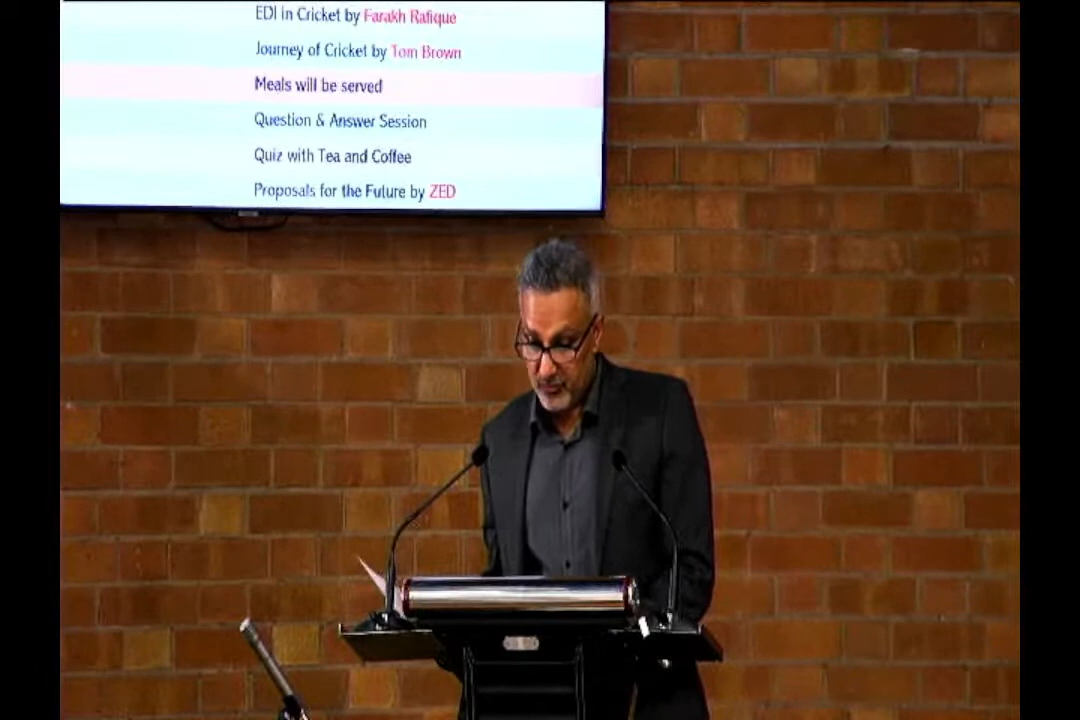 EDI in Cricket by Farakh Rafique
Journey of Cricket by Tom Brown
Meals will be served
Question & Answer Session
Quiz with Tea and Coffee
Proposals for the Future by ZED